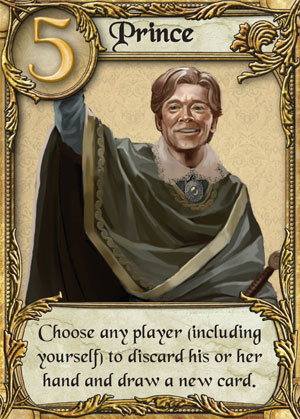 5
Prince
Choose any player (including
yourself) to discard his or her
hand and draw a new card.